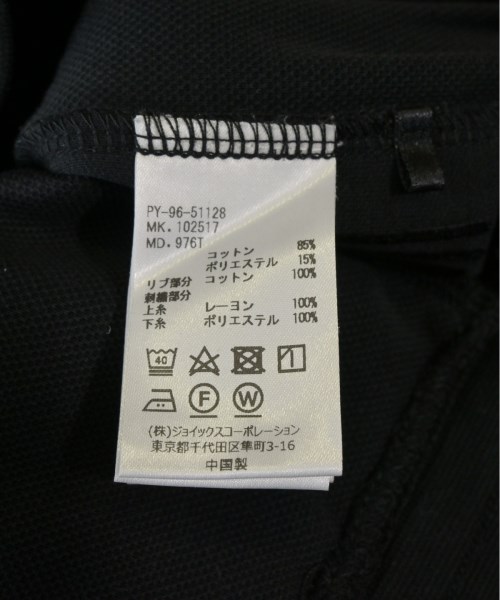 PY-96-51128
MK. 102517
MD. 976T
コットン 85%
ポリエステル 15%
リブ部分 コットン 100%
刺繍部分
上糸 レーヨン 100%
下糸 ポリエステル 100%
40
F W
(株)ジョイックスコーポレーション
東京都千代田区隼町3-16
中国製